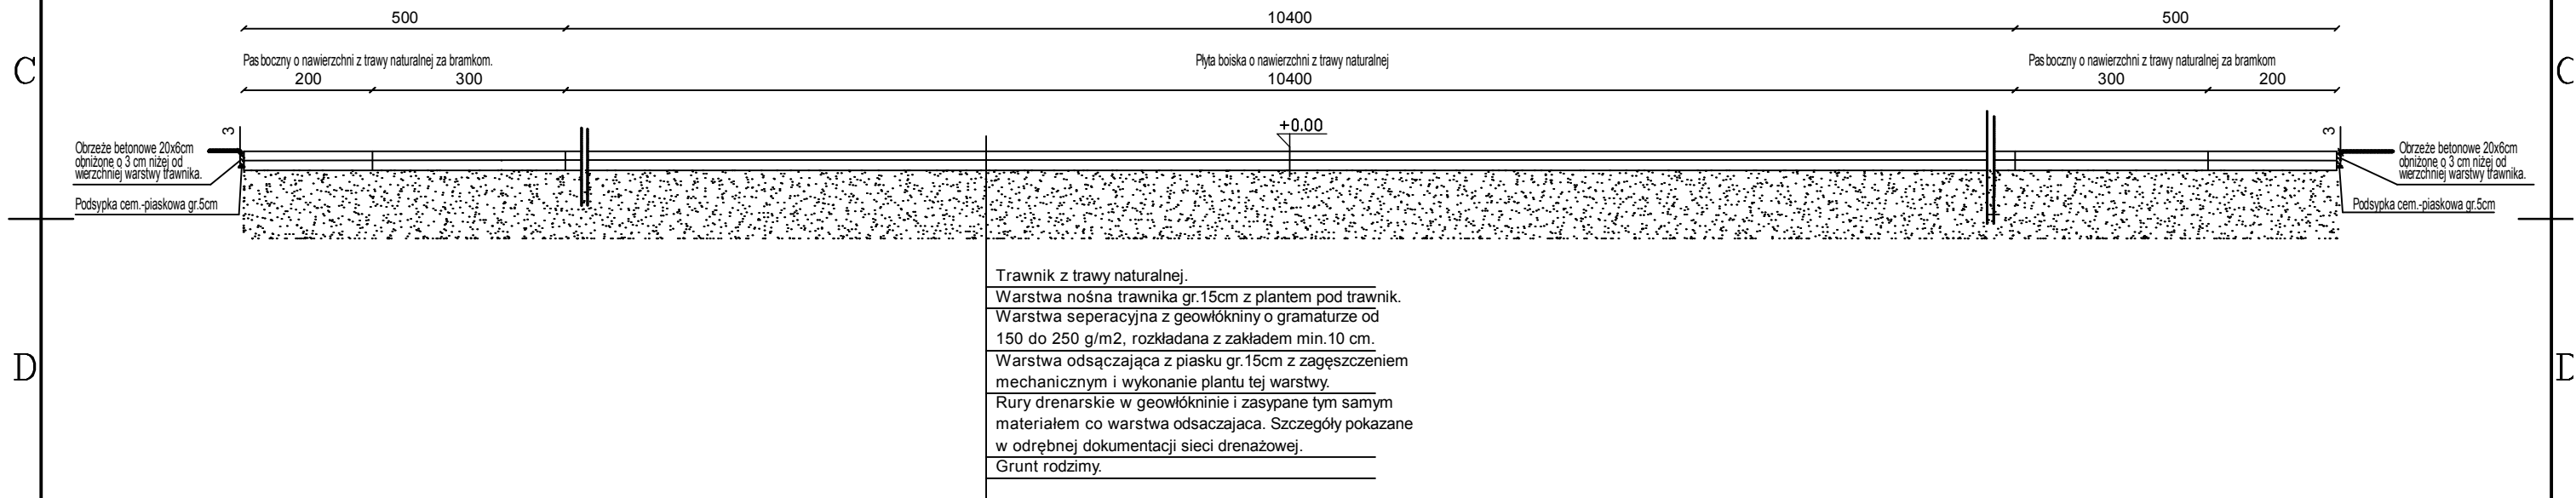 500 10400 500
C C
Pas boczny o nawierzchni z trawy naturalnej za bramkom. Płyta boiska o nawierzchni z trawy naturalnej Pas boczny o nawierzchni z trawy naturalnej za bramkom
200 300 10400 300 200
3 +0.00 3
Obrzeże betonowe 20x6cm
obniżone o 3 cm niżej od
wierzchniej warstwy trawnika.
Podsypka cem.-piaskowa gr.5cm
Obrzeże betonowe 20x6cm
obniżone o 3 cm niżej od
wierzchniej warstwy trawnika.
Podsypka cem.-piaskowa gr.5cm
Trawnik z trawy naturalnej.
Warstwa nośna trawnika gr.15cm z plantem pod trawnik.
Warstwa seperacyjna z geowłókniny o gramaturze od
150 do 250 g/m2, rozkładana z zakładem min.10 cm.
Warstwa odsączająca z piasku gr.15cm z zagęszczeniem
mechanicznym i wykonanie plantu tej warstwy.
Rury drenarskie w geowłókninie i zasypane tym samym
materiałem co warstwa odsaczajaca. Szczegóły pokazane
w odrębnej dokumentacji sieci drenażowej.
Grunt rodzimy.
D D